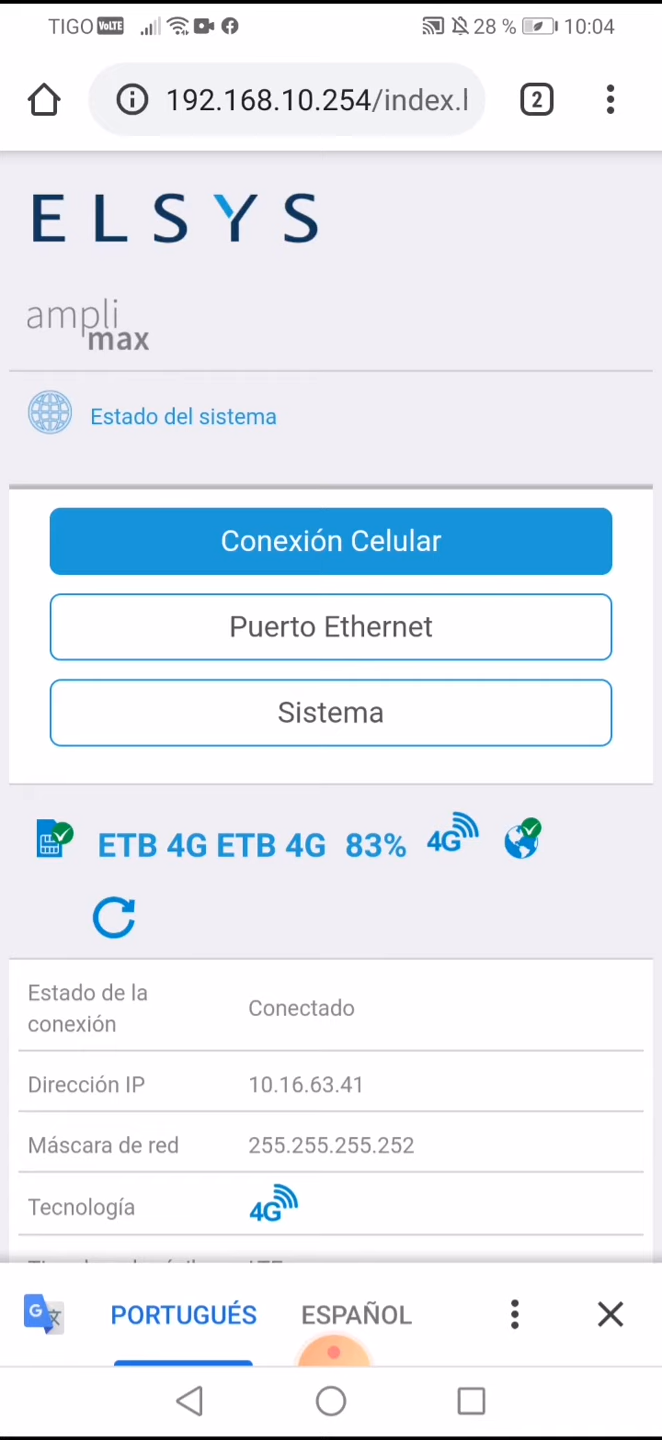 TIGO VoLTE 28 % 10:04
192.168.10.254/index.l 2
ELSYS
ampli
max
Estado del sistema
Conexión Celular
Puerto Ethernet
Sistema
ETB 4G ETB 4G 83% 4G
Estado de la
conexión
Conectado
Dirección IP 10.16.63.41
Máscara de red 255.255.255.252
Tecnología 4G
G PORTUGUÉS ESPAÑOL